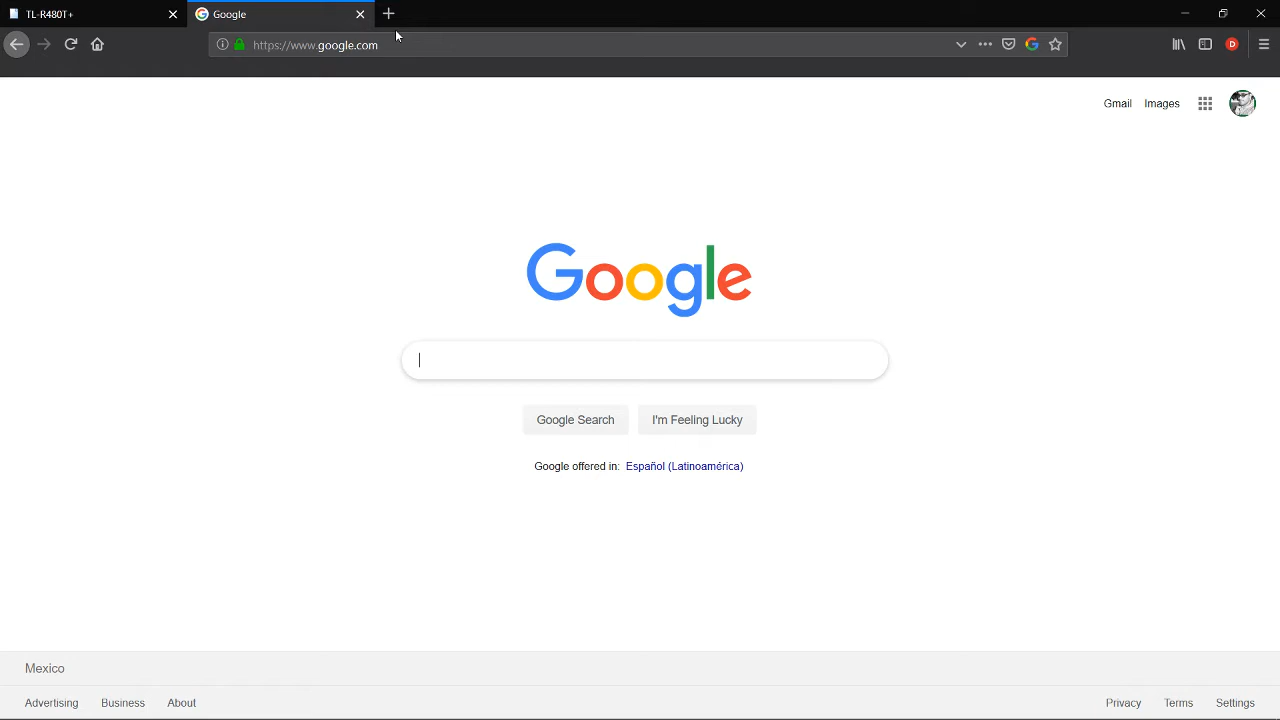 TL-R480T+
Google
https://www.google.com
D
Gmail Images
Google
Google Search I'm Feeling Lucky
Google offered in: Español (Latinoamérica)
Mexico
Advertising Business About Privacy Terms Settings